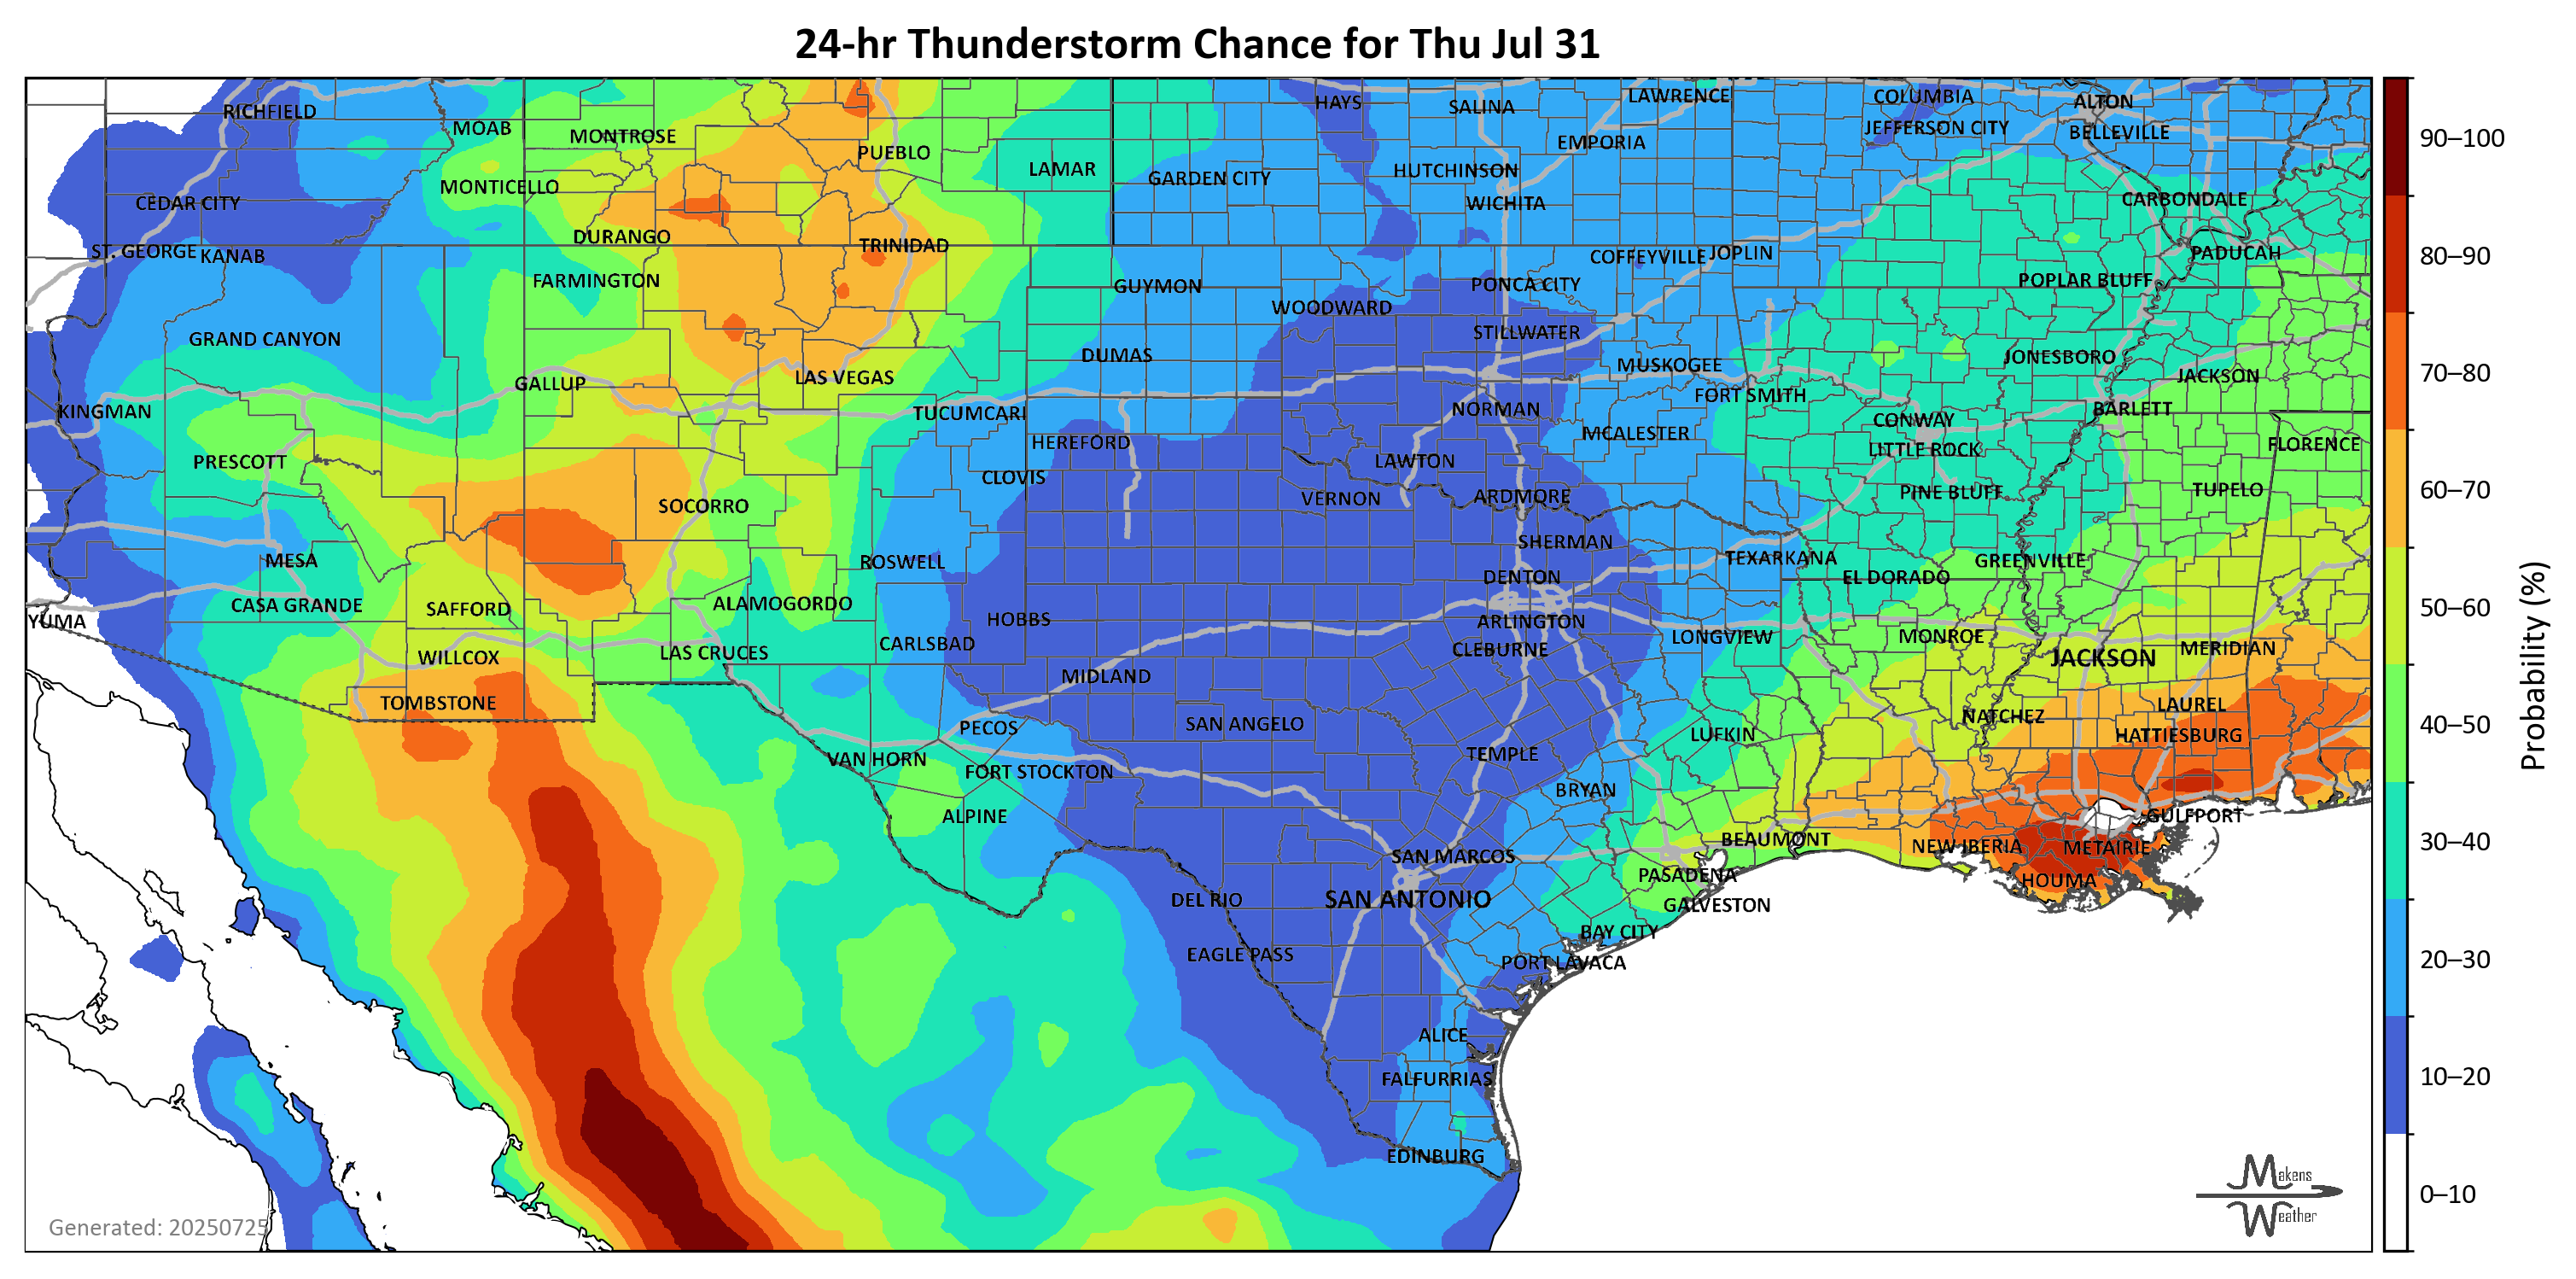 24-hr Thunderstorm Chance for Thu Jul 31
RICHFIELD
MOAB
MONTROSE
PUEBLO
LAMAR
HAYS
SALINA
LAWRENCE
COLUMBIA
ALTON
JEFFERSON CITY
BELLEVILLE
EMPORIA
HUTCHINSON
GARDEN CITY
MONTICELLO
CEDAR CITY
WICHITA
CARBONDALE
DURANGO
TRINIDAD
ST. GEORGE
KANAB
COFFEYVILLE
JOPLIN
PADUCAH
FARMINGTON
GUYMON
PONCA CITY
POPLAR BLUFF
WOODWARD
GRAND CANYON
STILLWATER
DUMAS
MUSKOGEE
JONESBORO
GALLUP
LAS VEGAS
JACKSON
FORT SMITH
KINGMAN
TUCUMCARI
NORMAN
BARLETT
CONWAY
HEREFORD
MCALESTER
LITTLE ROCK
FLORENCE
PRESCOTT
CLOVIS
LAWTON
PINE BLUFF
TUPELO
SOCORRO
VERNON
ARDMORE
SHERMAN
MESA
ROSWELL
TEXARKANA
GREENVILLE
DENTON
EL DORADO
CASA GRANDE
SAFFORD
ALAMOGORDO
YUMA
HOBBS
ARLINGTON
CARLSBAD
LONGVIEW
MONROE
WILLCOX
LAS CRUCES
CLEBURNE
JACKSON
MERIDIAN
MIDLAND
TOMBSTONE
SAN ANGELO
PECOS
NATCHEZ
LAUREL
LUFKIN
HATTIESBURG
VAN HORN
FORT STOCKTON
TEMPLE
BRYAN
ALPINE
GULFPORT
BEAUMONT
NEW IBERIA
METAIRIE
SAN MARCOS
PASADENA
HOUMA
DEL RIO
SAN ANTONIO
GALVESTON
BAY CITY
EAGLE PASS
PORT LAVACA
ALICE
FALFURRIAS
EDINBURG
Generated: 20250725
Makens
Weather
90–100
80–90
70–80
60–70
50–60
40–50
30–40
20–30
10–20
0–10
Probability (%)